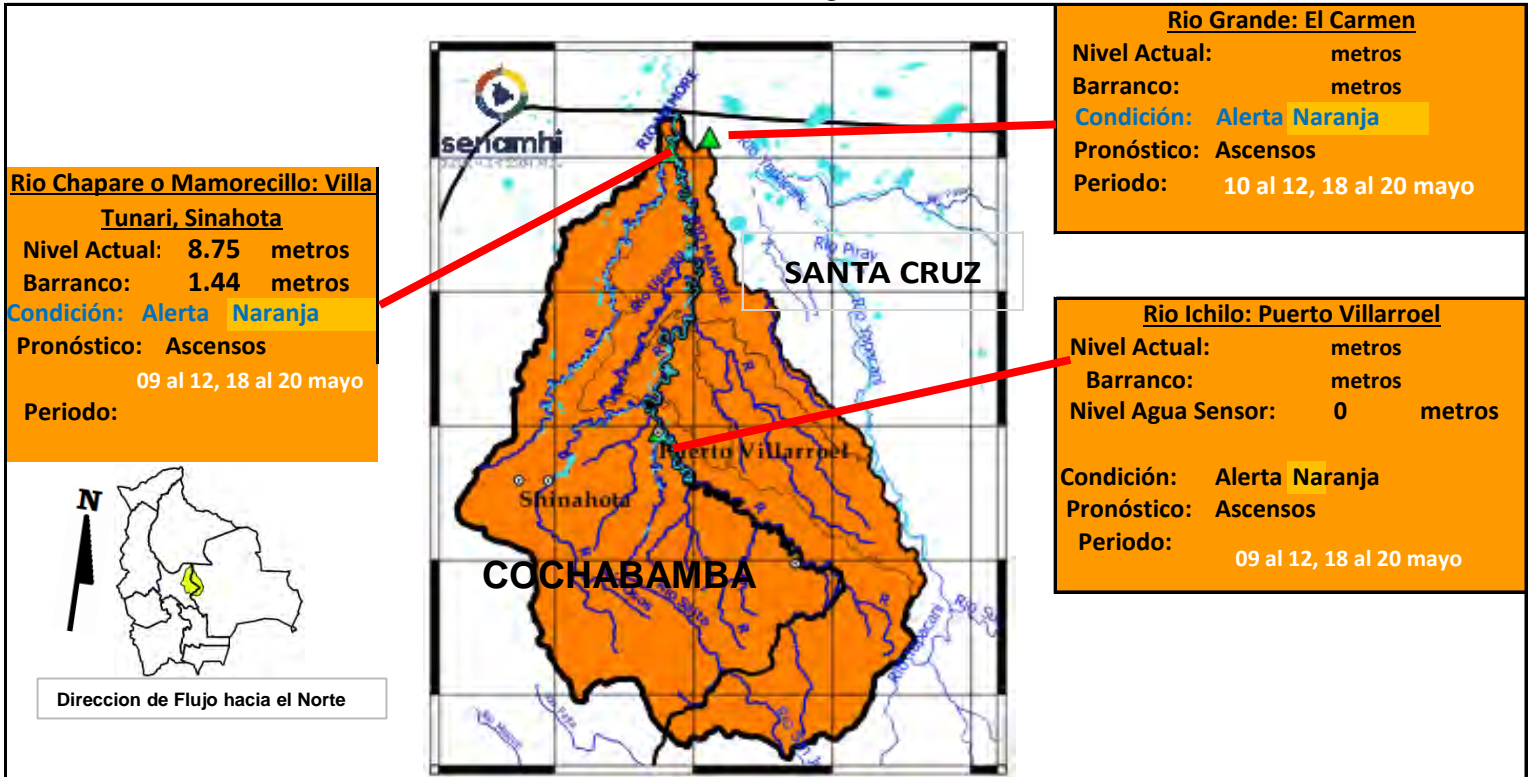 Rio Grande: El Carmen
Nivel Actual: metros
Barranco: metros
Condición: Alerta Naranja
Pronóstico: Ascensos
Periodo: 10 al 12, 18 al 20 mayo
Rio Chapare o Mamorecillo: Villa
Tunari, Sinahota
Nivel Actual: 8.75 metros
Barranco: 1.44 metros
Condición: Alerta Naranja
Pronóstico: Ascensos
09 al 12, 18 al 20 mayo
Periodo:
senamhi
RIO MAMORE
Río Piray
SANTA CRUZ
RIO MAMORE
Río Yapacani
Puerto Villarroel
Shinahota
COCHABAMBA
Rio Ichilo: Puerto Villarroel
Nivel Actual: metros
Barranco: metros
Nivel Agua Sensor: 0 metros
Condición: Alerta Naranja
Pronóstico: Ascensos
Periodo:
09 al 12, 18 al 20 mayo
N
Direccion de Flujo hacia el Norte